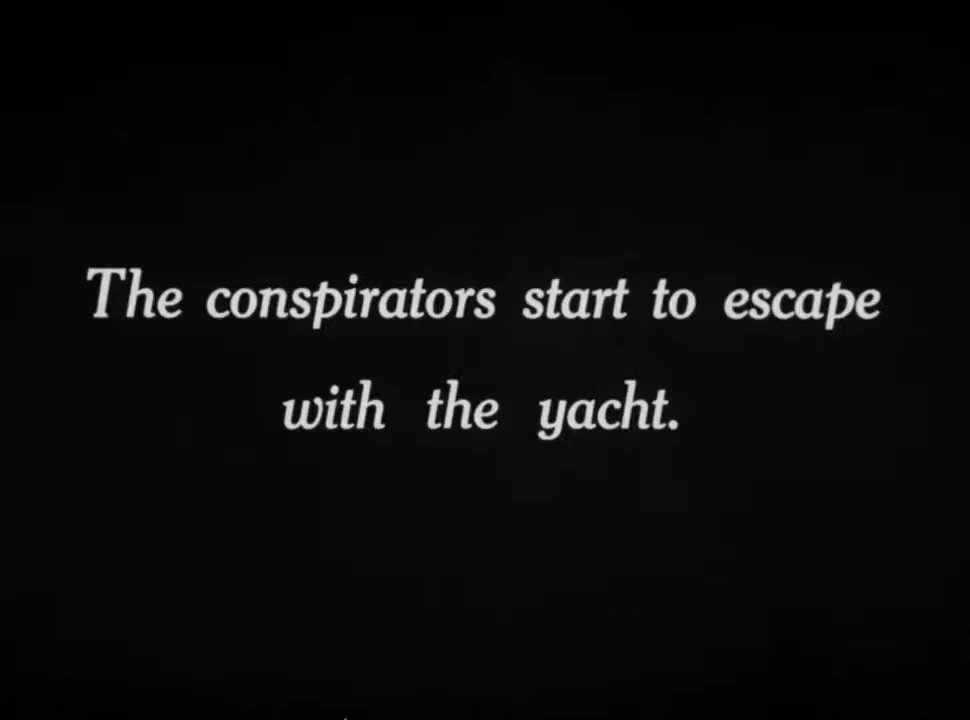 The conspirators start to escape
with the yacht.